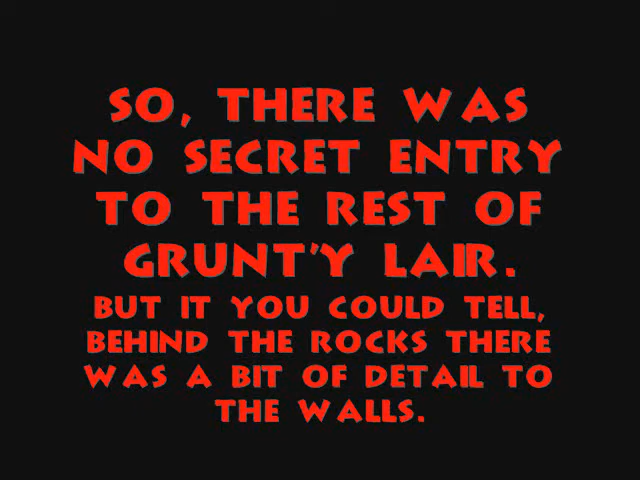 SO, THERE WAS
NO SECRET ENTRY
TO THE REST OF
GRUNT'Y LAIR.
BUT IT YOU COULD TELL,
BEHIND THE ROCKS THERE
WAS A BIT OF DETAIL TO
THE WALLS.